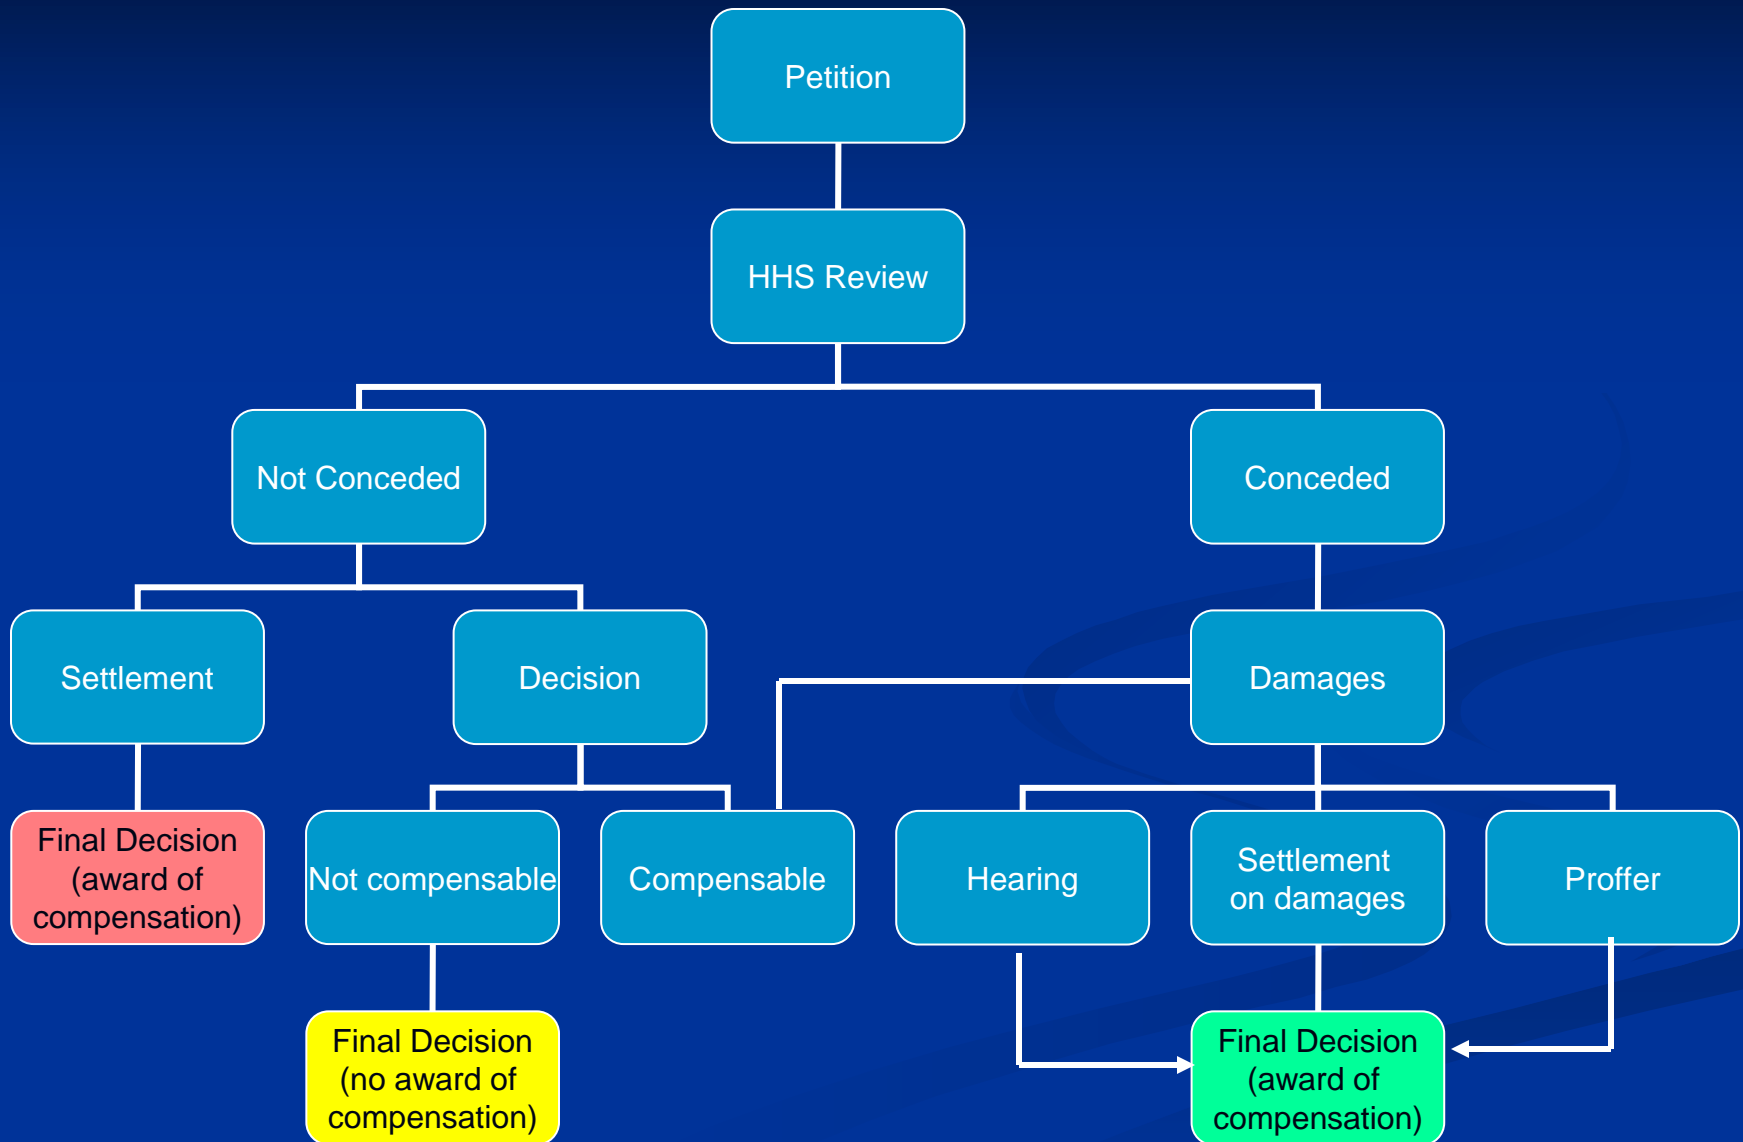 Petition
HHS Review
Not Conceded
Conceded
Settlement
Decision
Damages
Final Decision
(award of
compensation)
Not compensable
Compensable
Hearing
Settlement
on damages
Proffer
Final Decision
(no award of
compensation)
Final Decision
(award of
compensation)